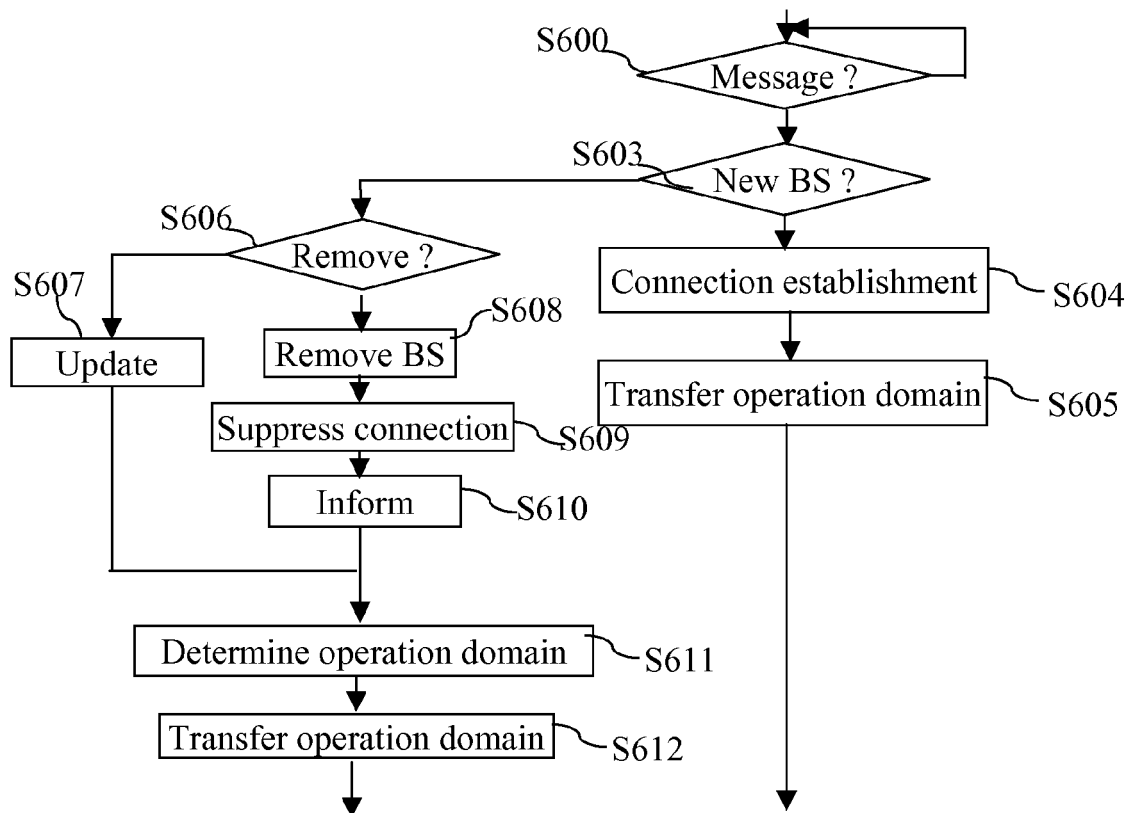 S600
Message ?
S603
New BS ?
S606
Remove ?
Connection establishment
S604
S607
Update
S608
Remove BS
Transfer operation domain
S605
Suppress connection
S609
Inform
S610
Determine operation domain
S611
Transfer operation domain
S612